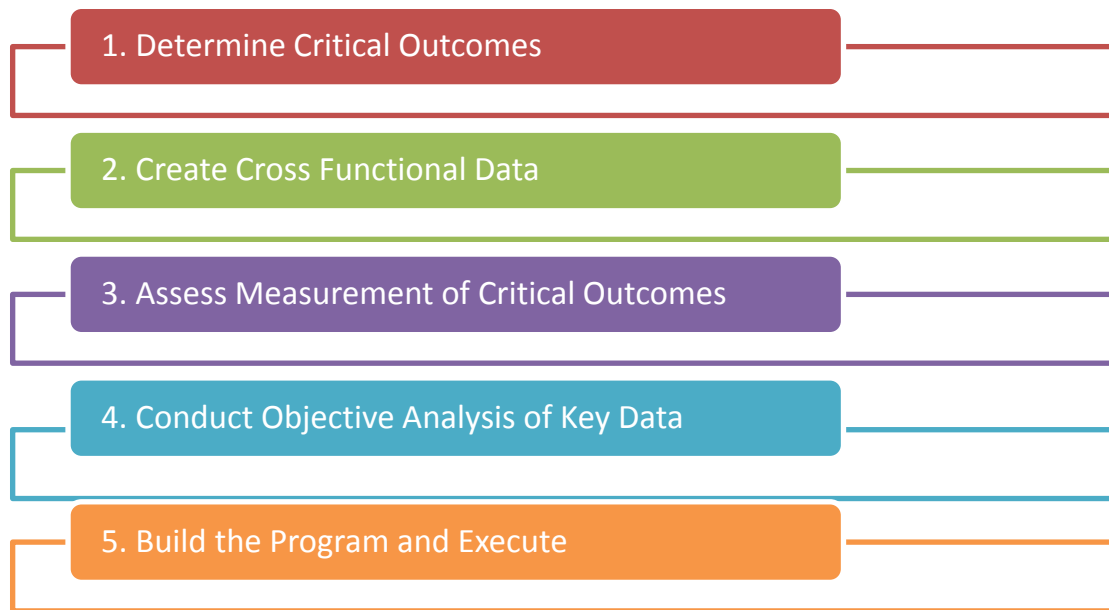 1. Determine Critical Outcomes
2. Create Cross Functional Data
3. Assess Measurement of Critical Outcomes
4. Conduct Objective Analysis of Key Data
5. Build the Program and Execute